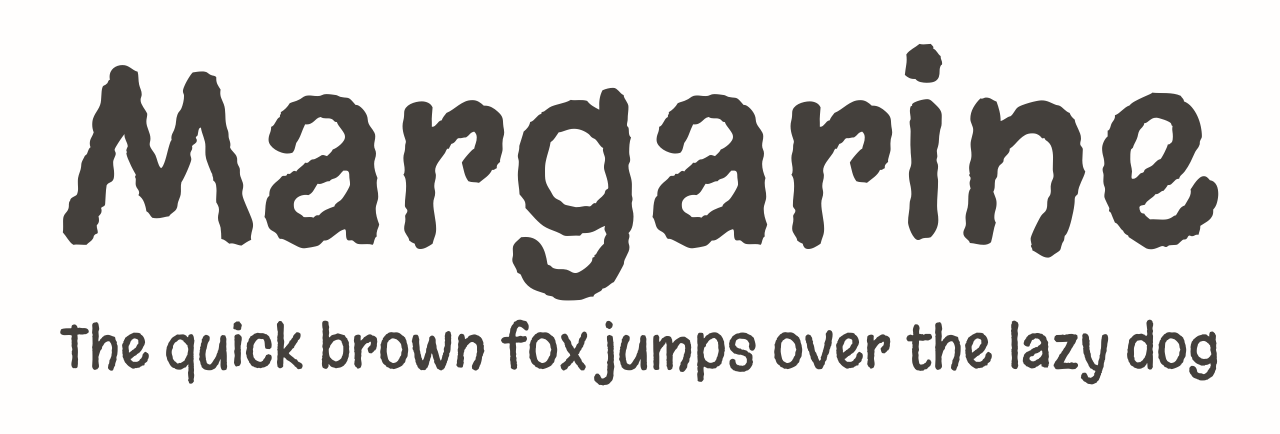 Margarine
The quick brown fox jumps over the lazy dog